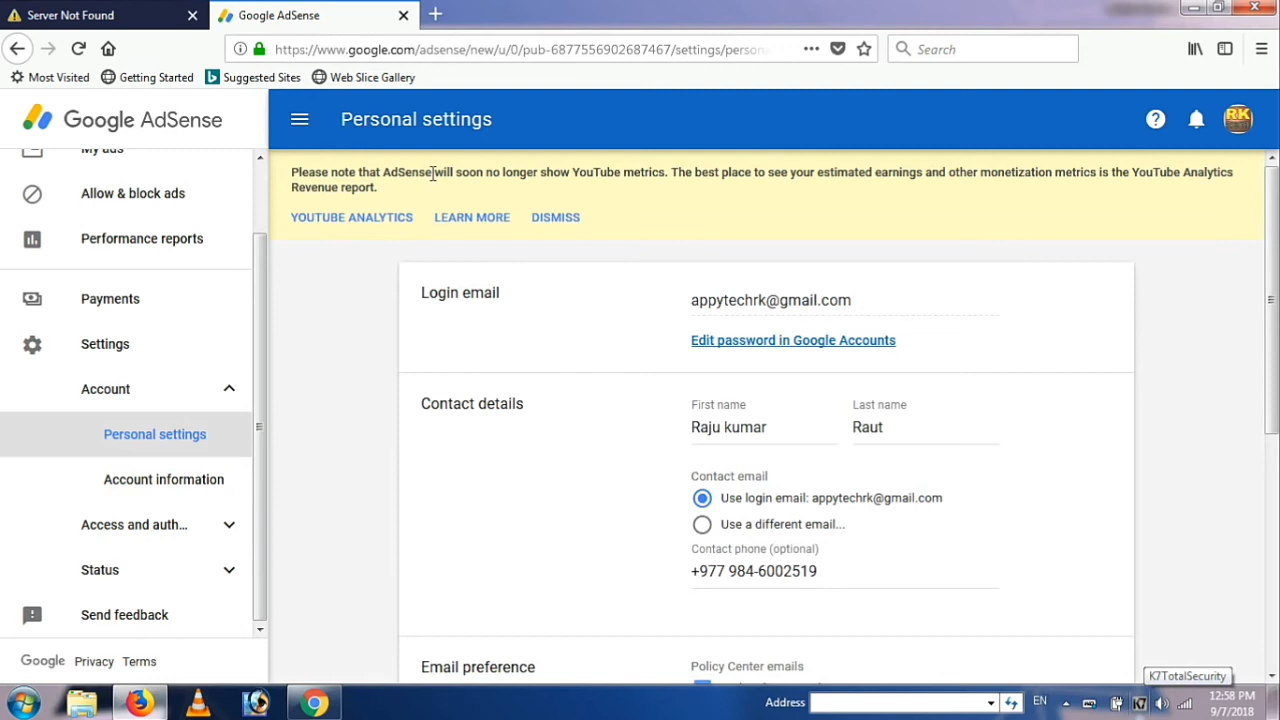 Server Not Found
Google AdSense
https://www.google.com/adsense/new/u/0/pub-6877556902687467/settings/person
Search
Most Visited
Getting Started
Suggested Sites
Web Slice Gallery
Google AdSense
Personal settings
RK
My ads
Allow & block ads
Performance reports
Payments
Settings
Account
Personal settings
Account information
Access and auth...
Status
Send feedback
Google Privacy Terms
Please note that AdSense will soon no longer show YouTube metrics. The best place to see your estimated earnings and other monetization metrics is the YouTube Analytics
Revenue report.
YOUTUBE ANALYTICS LEARN MORE DISMISS
Login email
appytechrk@gmail.com
Edit password in Google Accounts
Contact details
First name Last name
Raju kumar Raut
Contact email
Use login email: appytechrk@gmail.com
Use a different email...
Contact phone (optional)
+977 984-6002519
Email preference
Policy Center emails
K7TotalSecurity
Address
EN
12:58 PM
9/7/2018